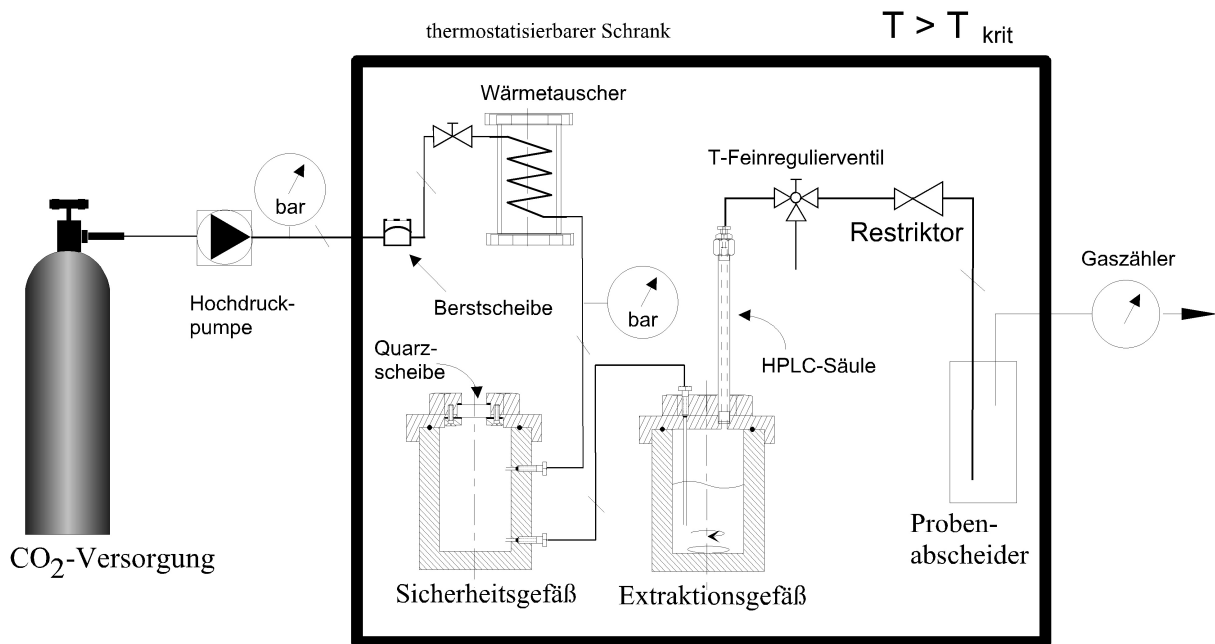 thermostatisierbarer Schrank
T > T krit
Wärmetauscher
T-Feinregulierventil
bar
Restriktor
Gaszähler
Hochdruck-
pumpe
Berstscheibe
bar
Quarz-
scheibe
HPLC-Säule
CO2-Versorgung
Sicherheitsgefäß
Extraktionsgefäß
Proben-
abscheider